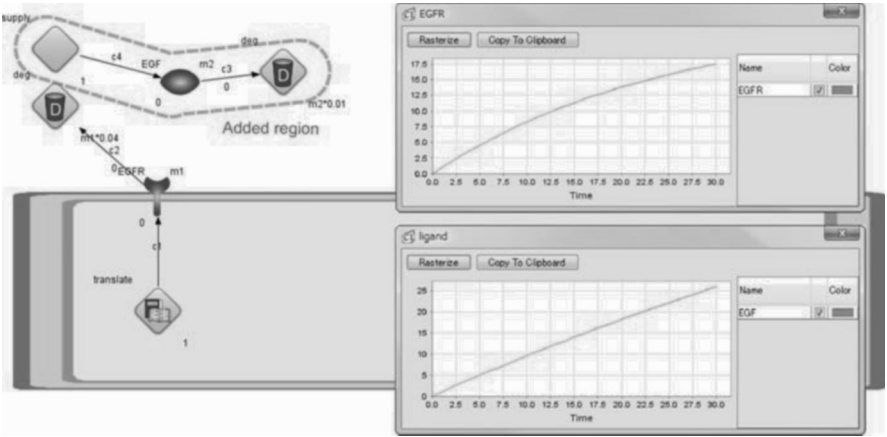 supply
c4
EGF
m2
deg
c3
0
0
deg
1
D
D
m2*0.01
Added region
m1*0.04
c2
0
EGFR
m1
0
c1
translate
1
EGFR
Rasterize
Copy To Clipboard
17.5
15.0
12.5
10.0
7.5
5.0
2.5
0.0
0.0 2.5 5.0 7.5 10.0 12.5 15.0 17.5 20.0 22.5 25.0 27.5 30.0
Time
Name Color
EGFR
ligand
Rasterize
Copy To Clipboard
25
20
15
10
5
0
0.0 2.5 5.0 7.5 10.0 12.5 15.0 17.5 20.0 22.5 25.0 27.5 30.0
Time
Name Color
EGF